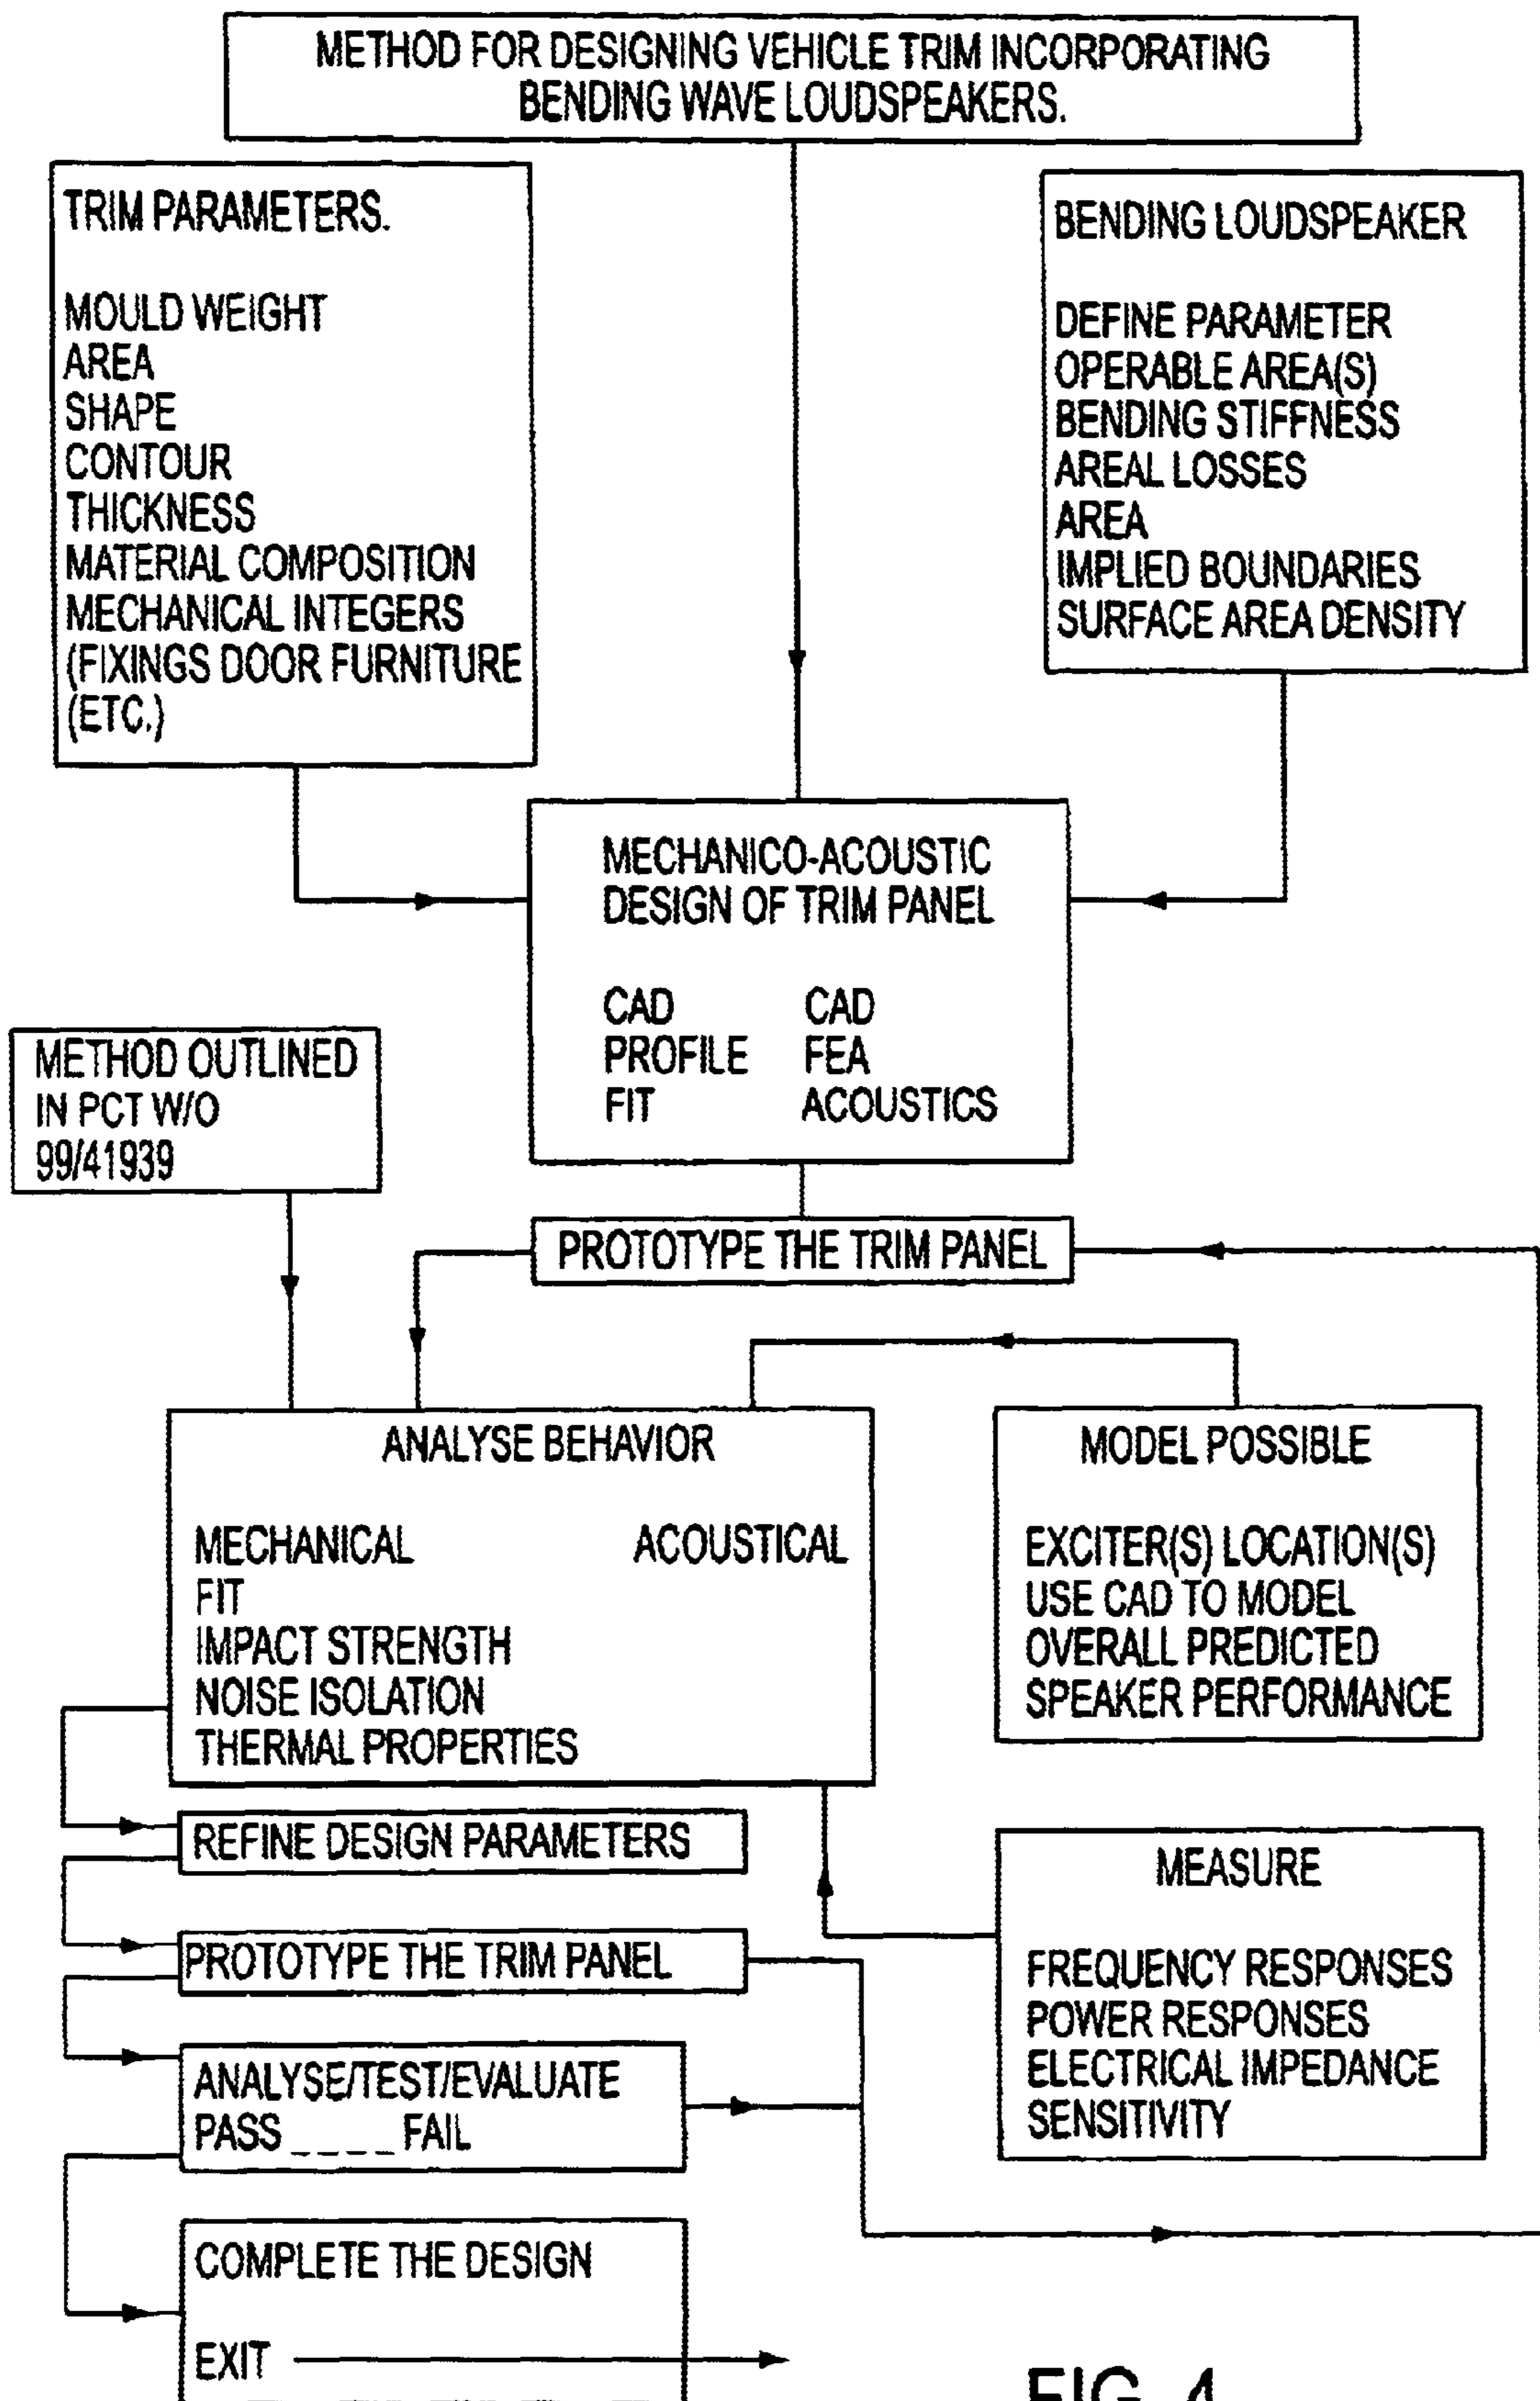 METHOD FOR DESIGNING VEHICLE TRIM INCORPORATING
BENDING WAVE LOUDSPEAKERS.
TRIM PARAMETERS.
MOULD WEIGHT
AREA
SHAPE
CONTOUR
THICKNESS
MATERIAL COMPOSITION
MECHANICAL INTEGERS
(FIXINGS DOOR FURNITURE
(ETC.)
BENDING LOUDSPEAKER
DEFINE PARAMETER
OPERABLE AREA(S)
BENDING STIFFNESS
AREAL LOSSES
AREA
IMPLIED BOUNDARIES
SURFACE AREA DENSITY
MECHANICO-ACOUSTIC
DESIGN OF TRIM PANEL
CAD CAD
PROFILE FEA
FIT ACOUSTICS
METHOD OUTLINED
IN PCT W/O
99/41939
PROTOTYPE THE TRIM PANEL
ANALYSE BEHAVIOR
MECHANICAL ACOUSTICAL
FIT
IMPACT STRENGTH
NOISE ISOLATION
THERMAL PROPERTIES
MODEL POSSIBLE
EXCITER(S) LOCATION(S)
USE CAD TO MODEL
OVERALL PREDICTED
SPEAKER PERFORMANCE
REFINE DESIGN PARAMETERS
MEASURE
FREQUENCY RESPONSES
POWER RESPONSES
ELECTRICAL IMPEDANCE
SENSITIVITY
PROTOTYPE THE TRIM PANEL
ANALYSE/TEST/EVALUATE
PASS _ _ _ _ FAIL
COMPLETE THE DESIGN
EXIT
FIG. 4